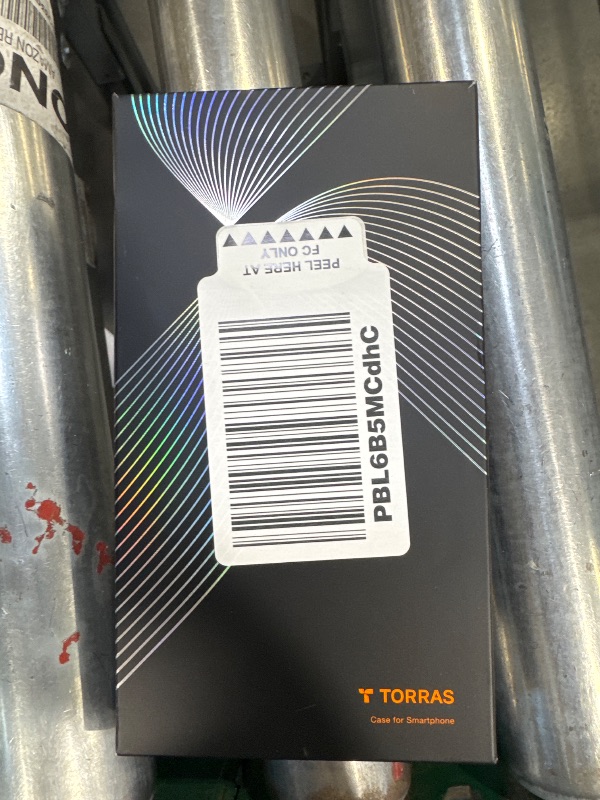 PEEL HERE AT
FC ONLY
PBL6B5MCdhC
TORRAS
Case for Smartphone